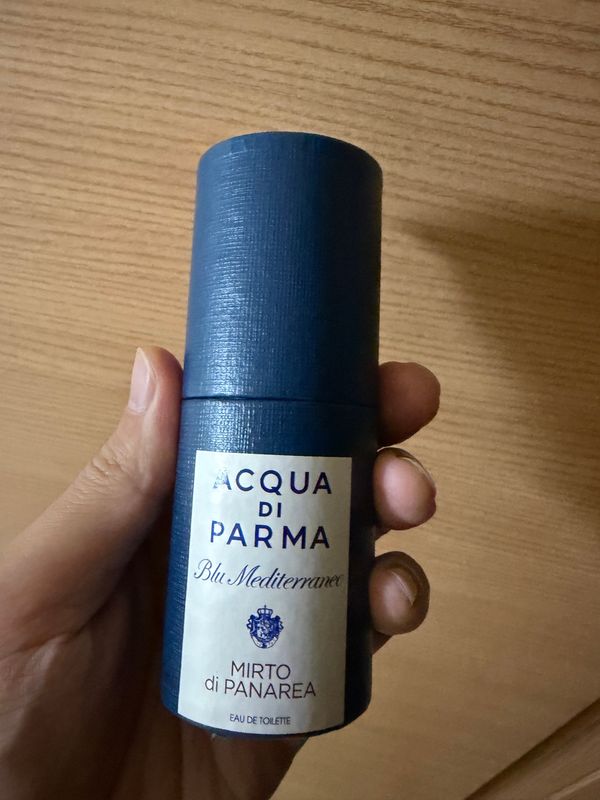 ACQUA
DI
PARMA
Blu Mediterraneo
MIRTO
di PANAREA
EAU DE TOILETTE